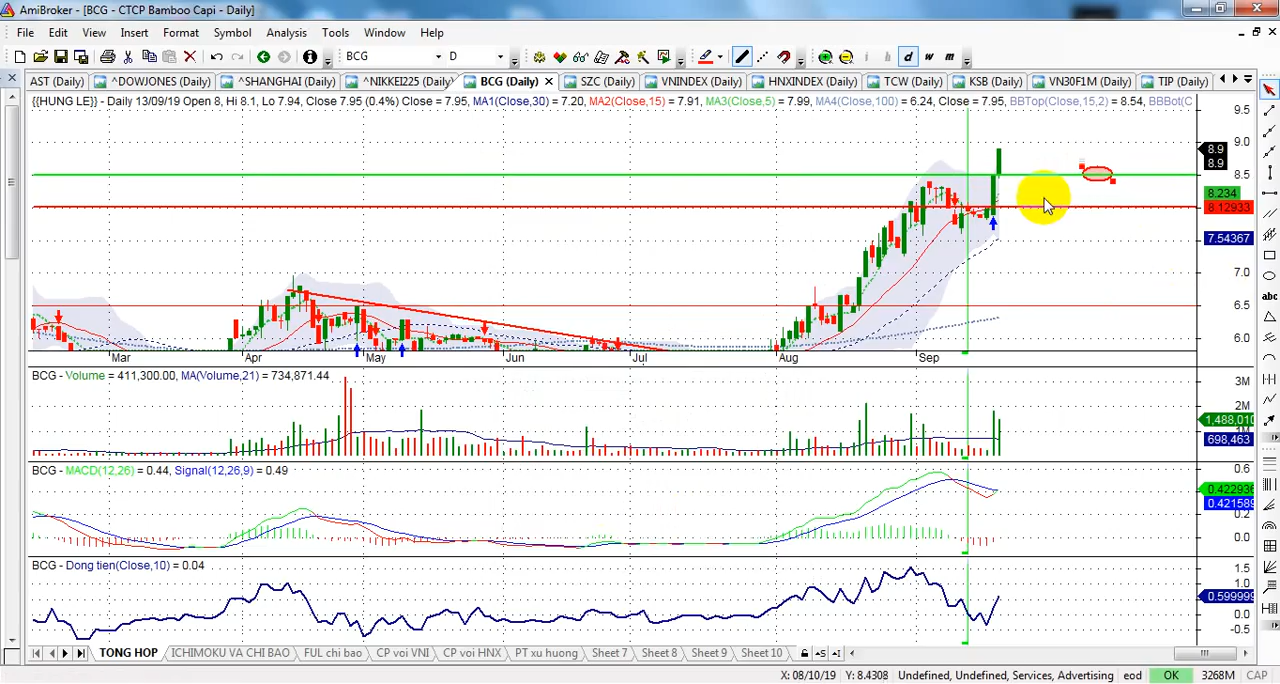 AmiBroker - [BCG - CTCP Bamboo Capi - Daily]
File Edit View Insert Format Symbol Analysis Tools Window Help
BCG D i d w m
AST (Daily) ^DOWJONES (Daily) ^SHANGHAI (Daily) ^NIKKEI225 (Daily) BCG (Daily) SZC (Daily) VNINDEX (Daily) HNXINDEX (Daily) TCW (Daily) KSB (Daily) VN30F1M (Daily) TIP (Daily)
{{HUNG LE}} - Daily 13/09/19 Open 8, Hi 8.1, Lo 7.94, Close 7.95 (0.4%) Close = 7.95, MA1(Close,30) = 7.20, MA2(Close,15) = 7.91, MA3(Close,5) = 7.99, MA4(Close,100) = 6.24, Close = 7.95, BBTop(Close,15,2) = 8.54, BBBot(C
9.5
9.0
8.9
8.9
8.5
8.234
8.12933
7.54367
7.0
6.5
6.0
abc
Mar Apr May Jun Jul Aug Sep
BCG - Volume = 411,300.00, MA(Volume,21) = 734,871.44
3M
2M
1,488,010
698,463
BCG - MACD(12,26) = 0.44, Signal(12,26,9) = 0.49
0.6
0.422936
0.421589
0.2
0.0
BCG - Dong tien(Close,10) = 0.04
1.5
1.0
0.599999
0.0
-0.5
TONG HOP ICHIMOKU VA CHI BAO FUL chi bao CP voi VNI CP voi HNX PT xu huong Sheet 7 Sheet 8 Sheet 9 Sheet 10
X: 08/10/19 Y: 8.4308 Undefined, Undefined, Services, Advertising eod OK 3268M CAP